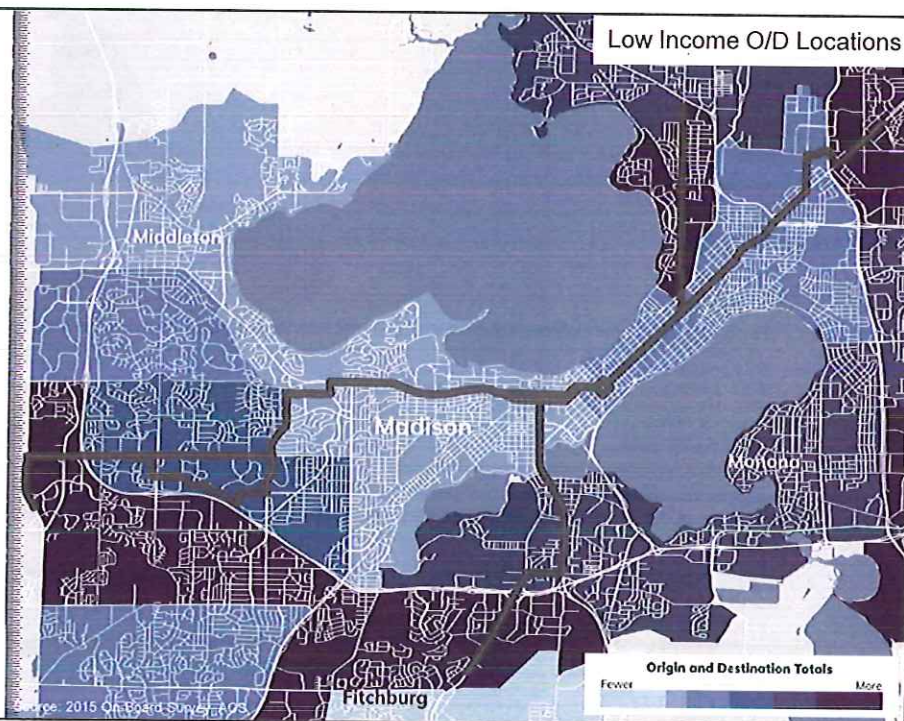 Low Income O/D Locations
Middleton
Madison
Monona
Fitchburg
Origin and Destination Totals
Fewer More
Source: 2015 On-Board Survey, ACS